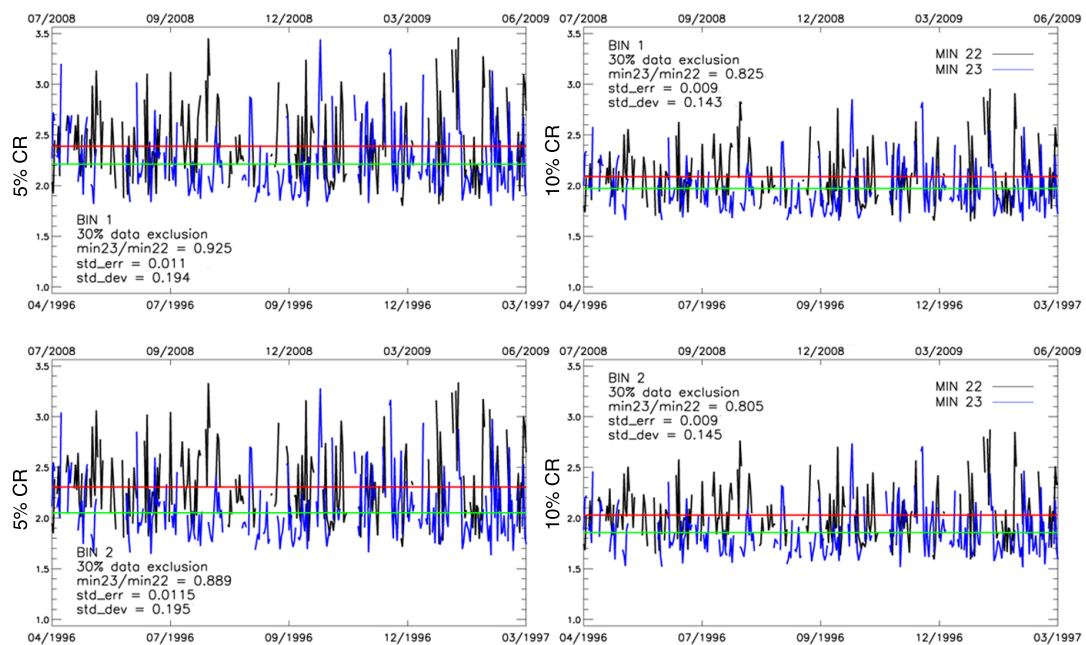 07/2008 09/2008 12/2008 03/2009 06/2009
3.5
3.0
2.5
2.0
1.5
1.0
5% CR
BIN 1
30% data exclusion
min23/min22 = 0.925
std_err = 0.011
std_dev = 0.194
04/1996 07/1996 09/1996 12/1996 03/1997
07/2008 09/2008 12/2008 03/2009 06/2009
3.5
3.0
2.5
2.0
1.5
1.0
10% CR
BIN 1
30% data exclusion
min23/min22 = 0.825
std_err = 0.009
std_dev = 0.143
MIN 22
MIN 23
04/1996 07/1996 09/1996 12/1996 03/1997
07/2008 09/2008 12/2008 03/2009 06/2009
3.5
3.0
2.5
2.0
1.5
1.0
5% CR
BIN 2
30% data exclusion
min23/min22 = 0.889
std_err = 0.0115
std_dev = 0.195
04/1996 07/1996 09/1996 12/1996 03/1997
07/2008 09/2008 12/2008 03/2009 06/2009
3.5
3.0
2.5
2.0
1.5
1.0
10% CR
BIN 2
30% data exclusion
min23/min22 = 0.805
std_err = 0.009
std_dev = 0.145
MIN 22
MIN 23
04/1996 07/1996 09/1996 12/1996 03/1997